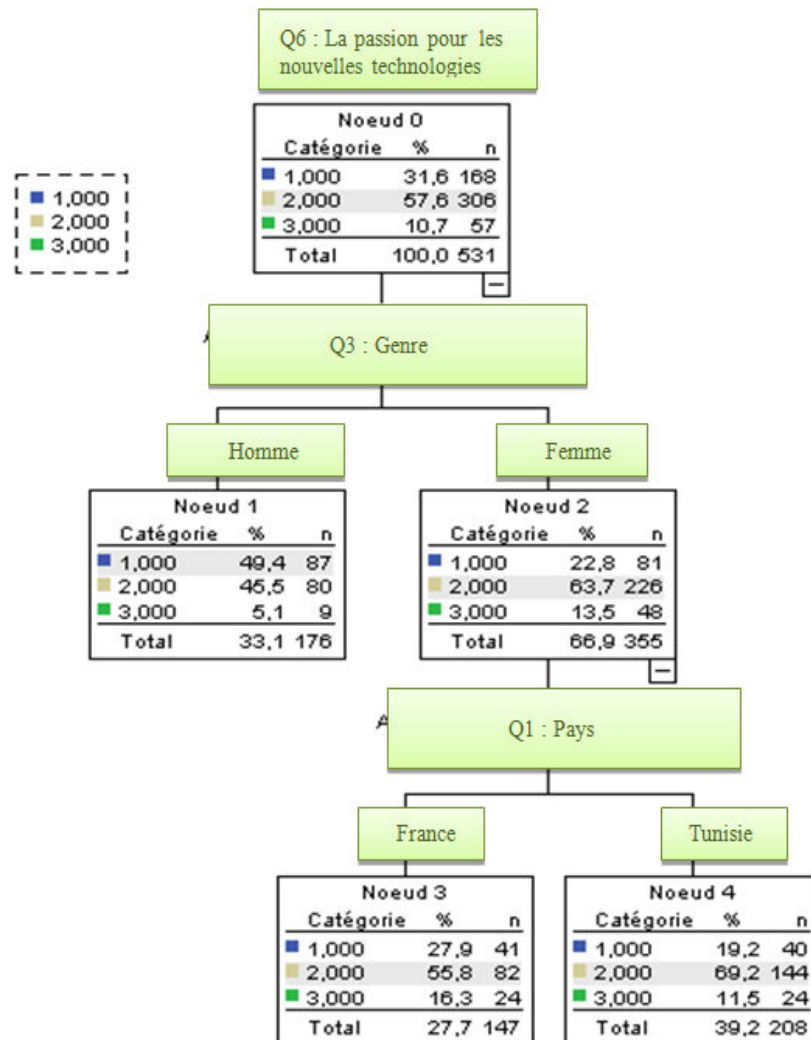 Q6 : La passion pour les
nouvelles technologies
1,000
2,000
3,000
Noeud 0
Catégorie % n
1,000 31,6 168
2,000 57,6 306
3,000 10,7 57
Total 100,0 531
Q3 : Genre
Homme
Femme
Noeud 1
Catégorie % n
1,000 49,4 87
2,000 45,5 80
3,000 5,1 9
Total 33,1 176
Noeud 2
Catégorie % n
1,000 22,8 81
2,000 63,7 226
3,000 13,5 48
Total 66,9 355
Q1 : Pays
France
Tunisie
Noeud 3
Catégorie % n
1,000 27,9 41
2,000 55,8 82
3,000 16,3 24
Total 27,7 147
Noeud 4
Catégorie % n
1,000 19,2 40
2,000 69,2 144
3,000 11,5 24
Total 39,2 208